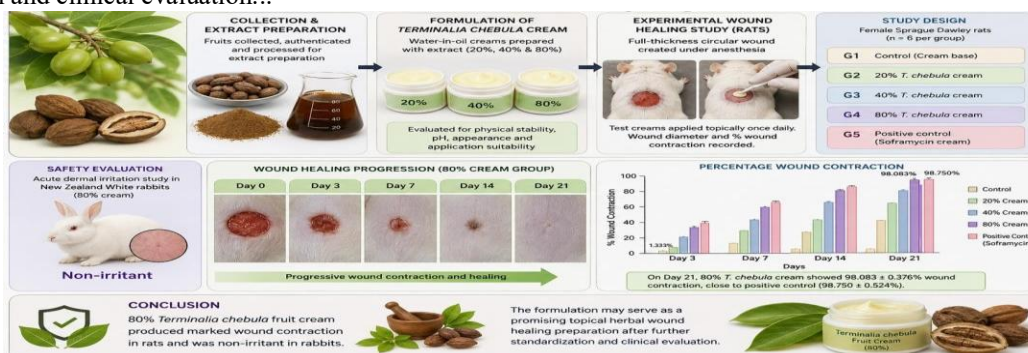 and clinical evaluation...
COLLECTION &
EXTRACT PREPARATION
Fruits collected, authenticated
and processed for
extract preparation
FORMULATION OF
TERMINALIA CHEBULA CREAM
Water-in-oil creams prepared
with extract (20%, 40% & 80%)
20%
40%
80%
Evaluated for physical stability,
pH, appearance and
application suitability
EXPERIMENTAL WOUND
HEALING STUDY (RATS)
Full-thickness circular wound
created under anesthesia
Test creams applied topically once daily.
Wound diameter and % wound
contraction recorded.
STUDY DESIGN
Female Sprague Dawley rats
(n = 6 per group)
G1 Control (Cream base)
G2 20% T. chebula cream
G3 40% T. chebula cream
G4 80% T. chebula cream
G5 Positive control
(Soframycin cream)
SAFETY EVALUATION
Acute dermal irritation study in
New Zealand White rabbits
(80% cream)
Non-irritant
WOUND HEALING PROGRESSION (80% CREAM GROUP)
Day 0 Day 3 Day 7 Day 14 Day 21
Progressive wound contraction and healing
PERCENTAGE WOUND CONTRACTION
% Wound Contraction
100
80
60
40
20
0
1.333%
98.083% 98.750%
Day 3 Day 7 Day 14 Day 21
Days
Control
20% Cream
40% Cream
80% Cream
Positive Cont
(Soframycin
On Day 21, 80% T. chebula cream showed 98.083 ± 0.376% wound
contraction, close to positive control (98.750 ± 0.524%).
CONCLUSION
80% Terminalia chebula fruit cream
produced marked wound contraction
in rats and was non-irritant in rabbits.
The formulation may serve as a
promising topical herbal wound
healing preparation after further
standardization and clinical evaluation.
Terminalia chebula
Fruit Cream
(80%)